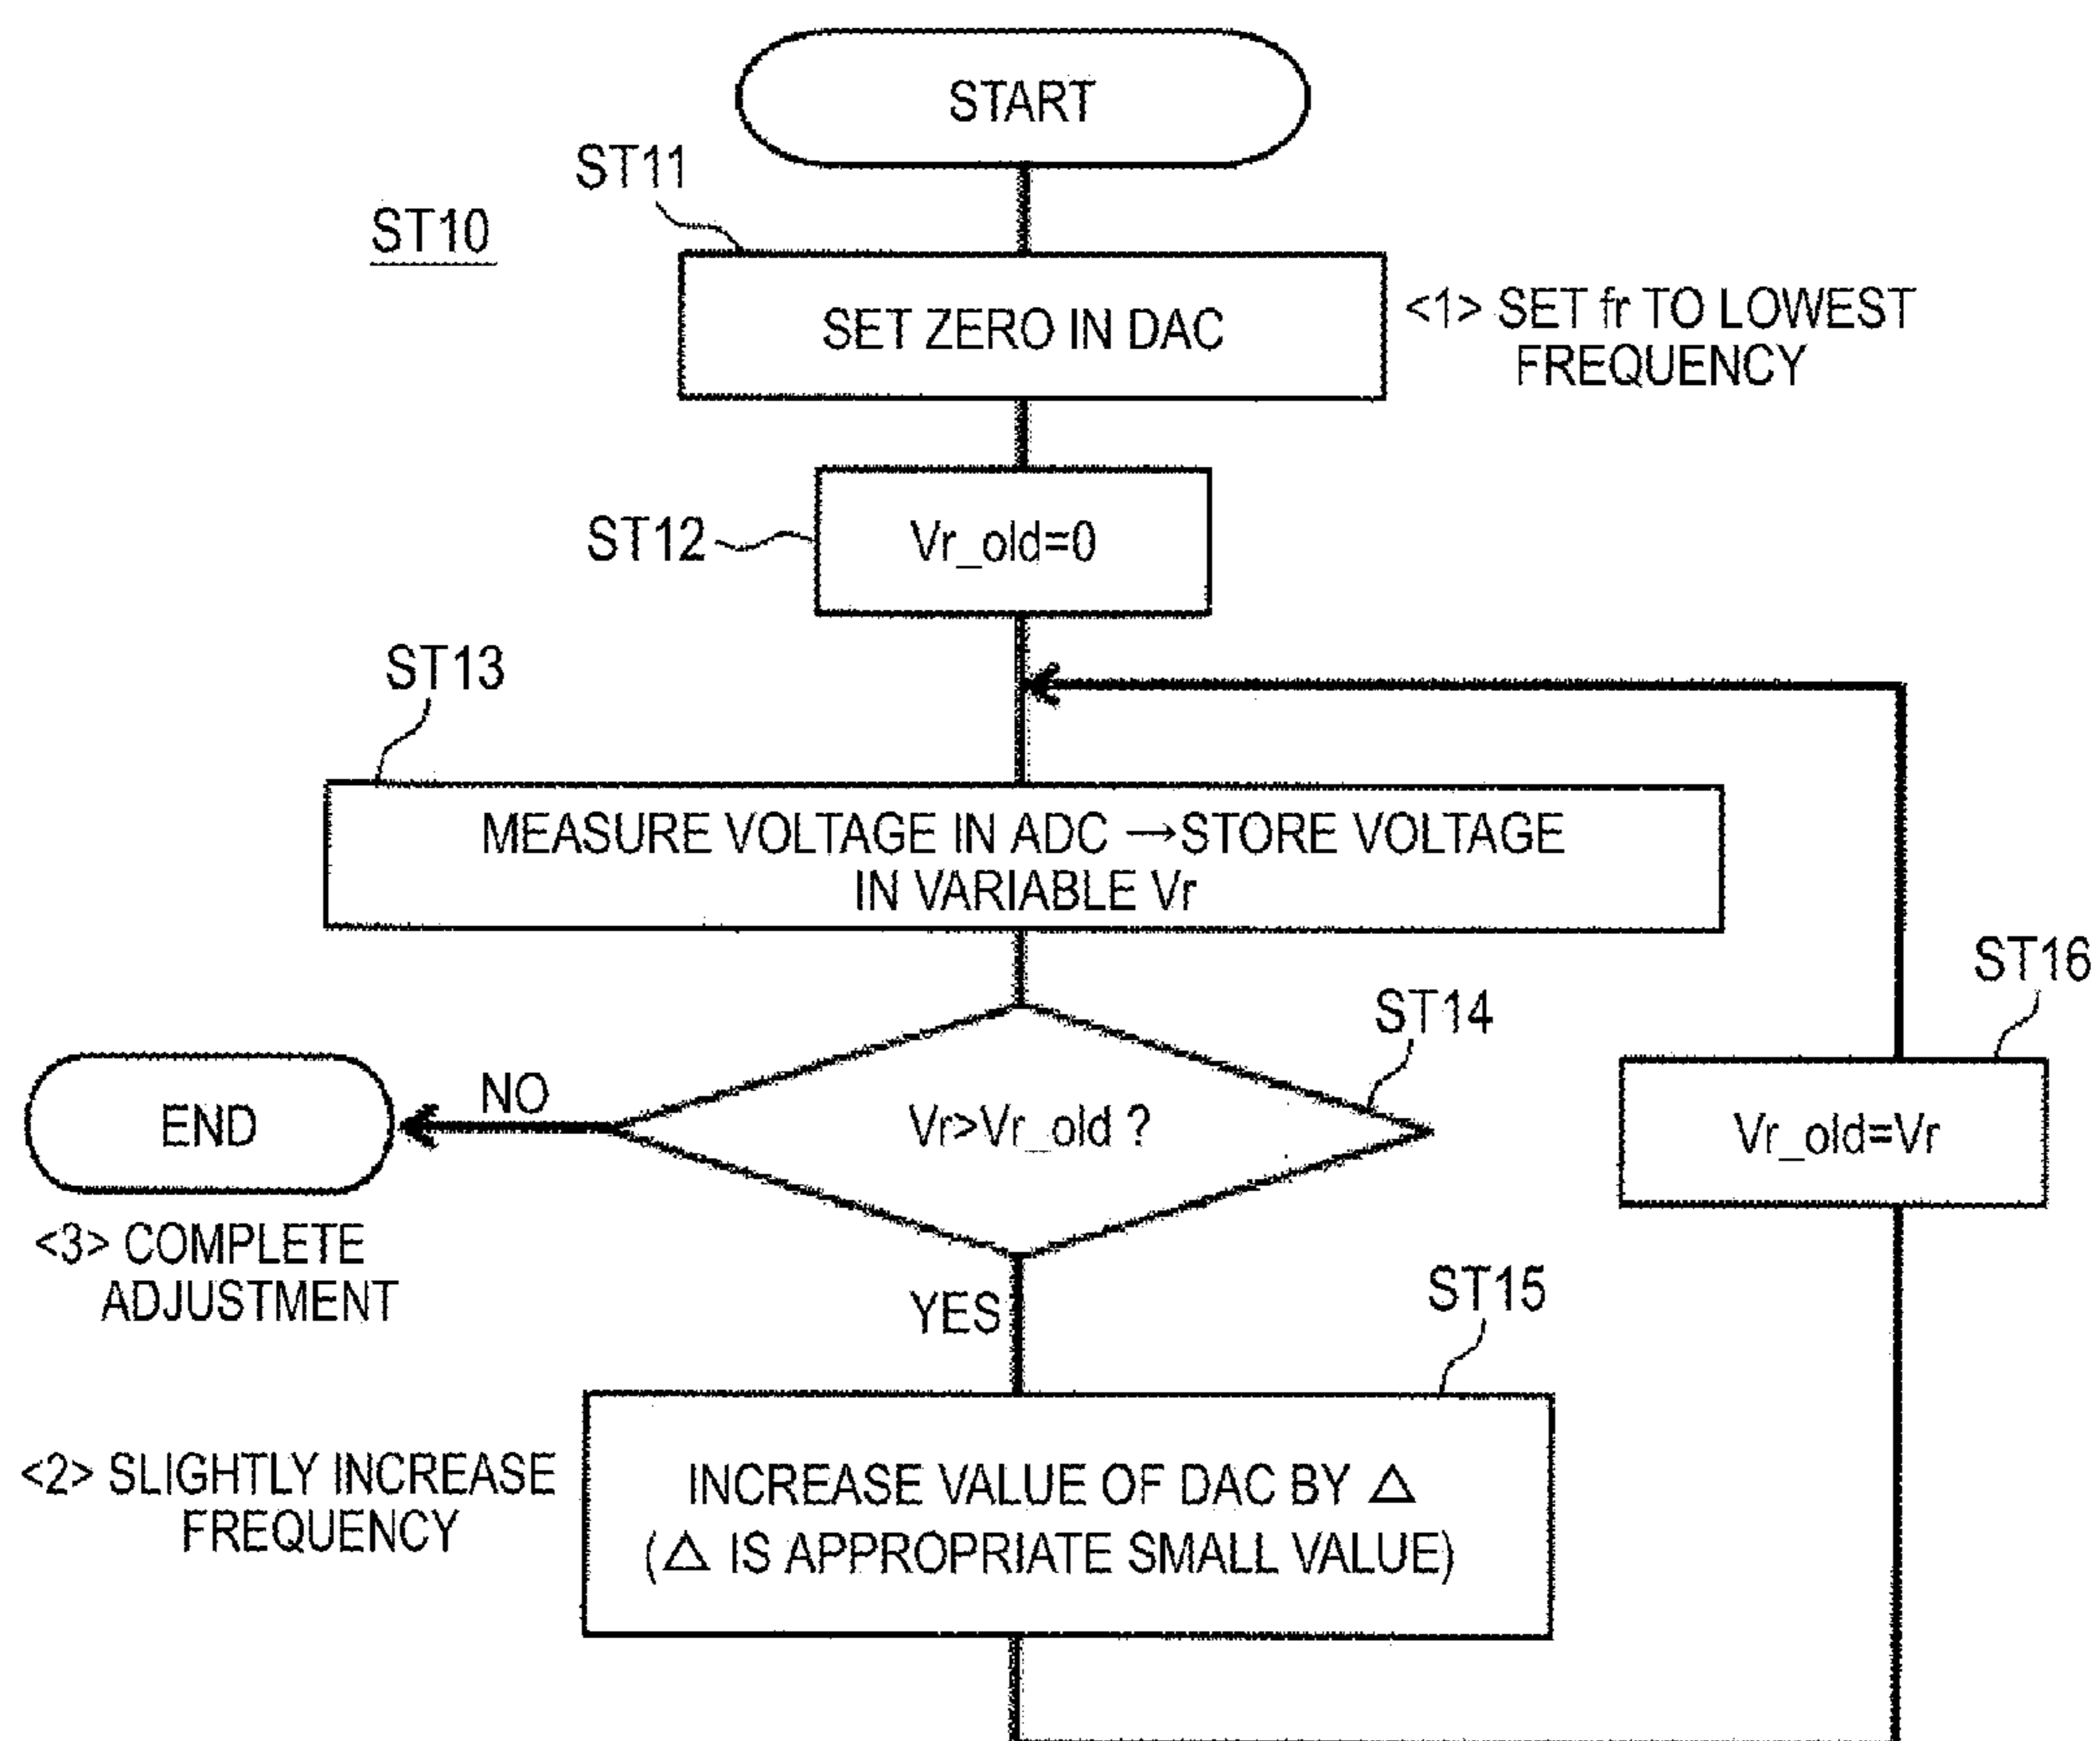 START
ST11
ST10
SET ZERO IN DAC
<1> SET fr TO LOWEST
FREQUENCY
ST12
Vr_old=0
ST13
MEASURE VOLTAGE IN ADC →STORE VOLTAGE
IN VARIABLE Vr
ST16
ST14
END
NO
Vr>Vr_old ?
Vr_old=Vr
<3> COMPLETE
ADJUSTMENT
YES
ST15
<2> SLIGHTLY INCREASE
FREQUENCY
INCREASE VALUE OF DAC BY △
(△ IS APPROPRIATE SMALL VALUE)